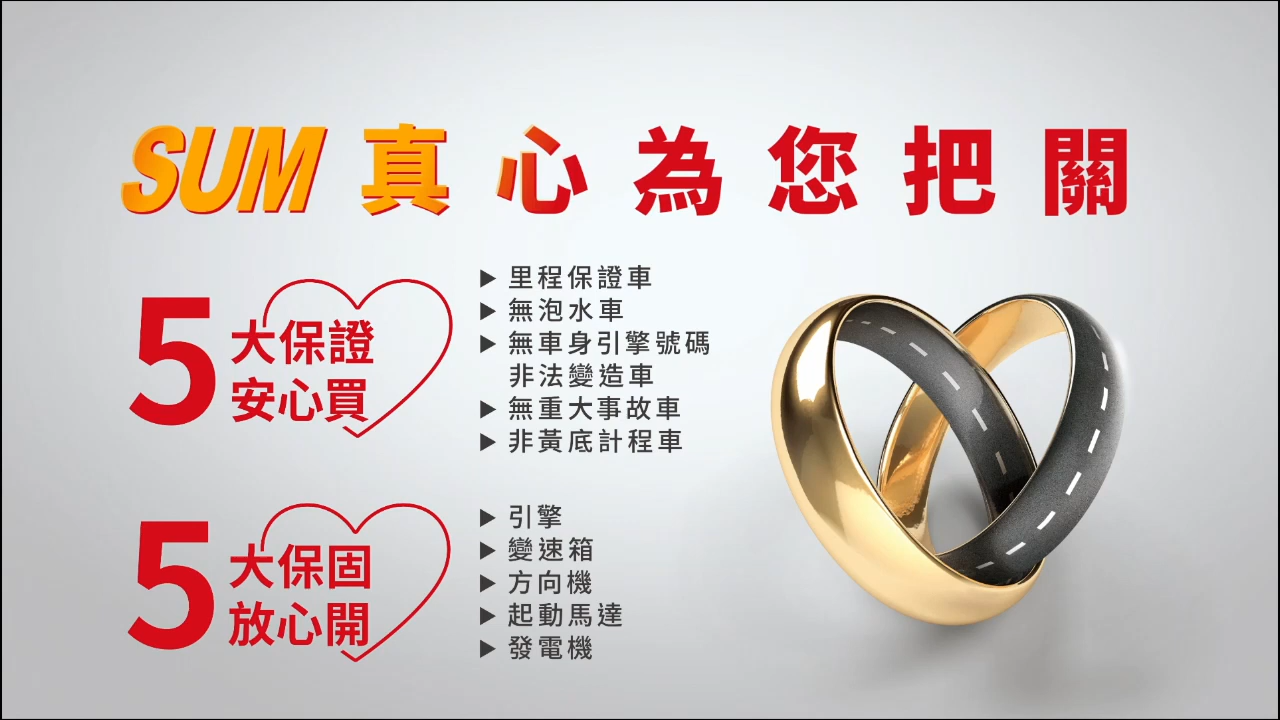 SUM真心為您把關
5大保證
安心買
▶ 里程保證車
▶ 無泡水車
▶ 無車身引擎號碼
非法變造車
▶ 無重大事故車
▶ 非黃底計程車
5大保固
放心開
▶ 引擎
▶ 變速箱
▶ 方向機
▶ 起動馬達
▶ 發電機